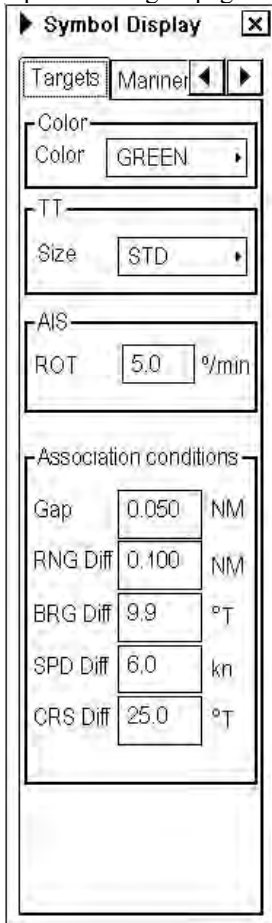 Symbol Display
Targets Mariner
Color
Color GREEN
TT
Size STD
AIS
ROT 5.0 °/min
Association conditions
Gap 0.050 NM
RNG Diff 0.100 NM
BRG Diff 9.9 °T
SPD Diff 6.0 kn
CRS Diff 25.0 °T